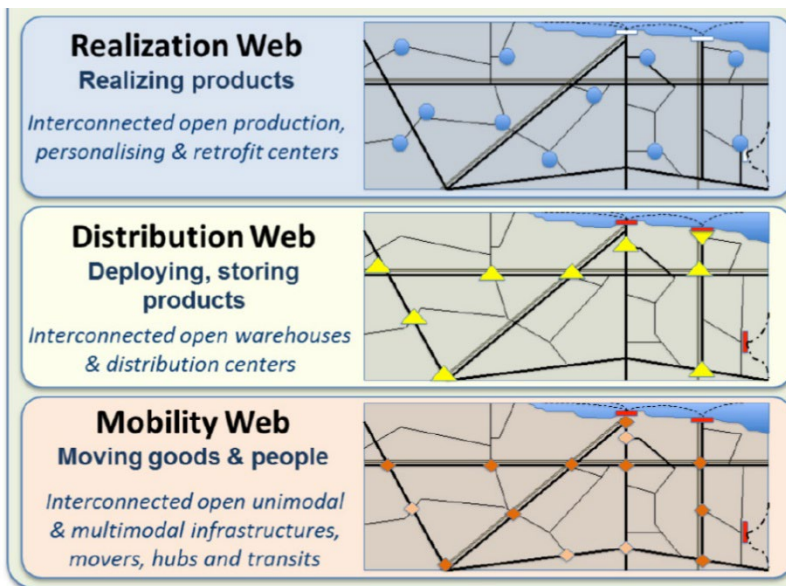 Realization Web
Realizing products
Interconnected open production,
personalising & retrofit centers
Distribution Web
Deploying, storing
products
Interconnected open warehouses
& distribution centers
Mobility Web
Moving goods & people
Interconnected open unimodal
& multimodal infrastructures,
movers, hubs and transits